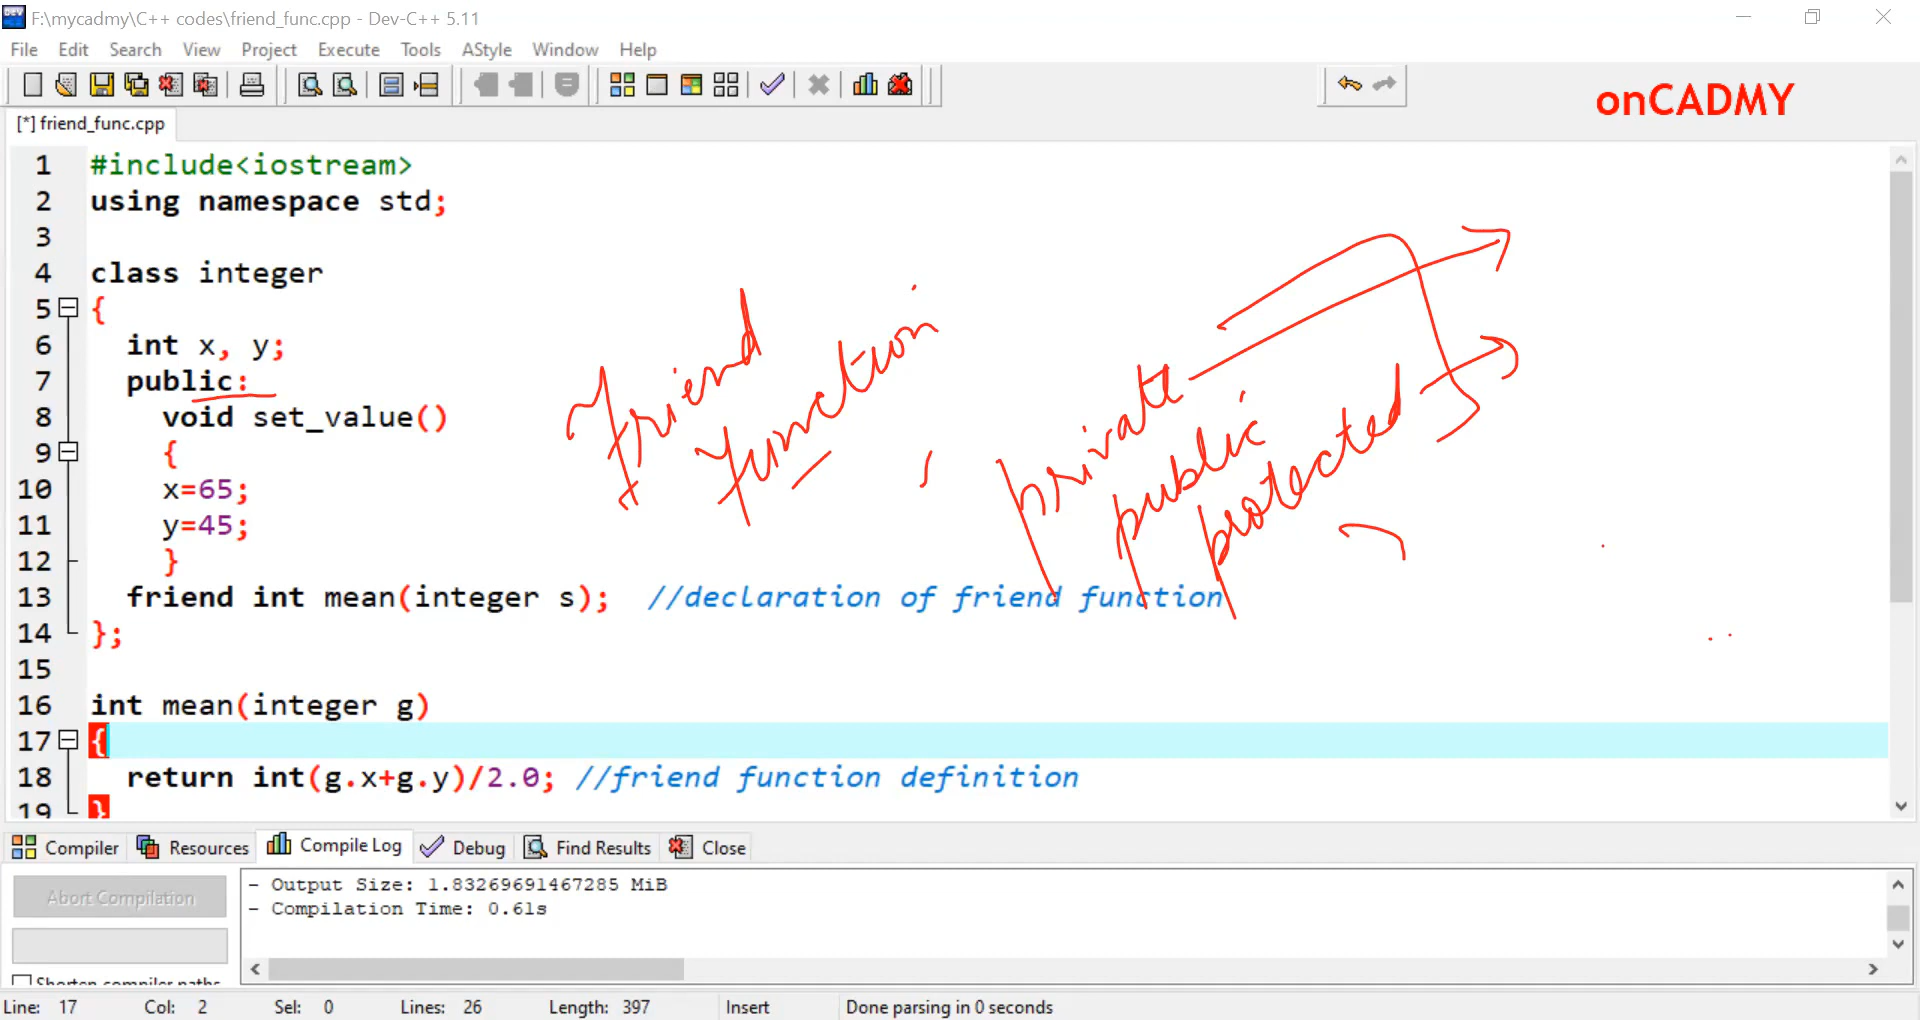 F:\mycadmy\C++ codes\friend_func.cpp - Dev-C++ 5.11
File Edit Search View Project Execute Tools AStyle Window Help
onCADMY
[*] friend_func.cpp
1 #include<iostream>
2 using namespace std;
3
4 class integer
5 {
6 int x, y;
7 public:
8 void set_value()
9 {
10 x=65;
11 y=45;
12 }
13 friend int mean(integer s); //declaration of friend function
14 };
15
16 int mean(integer g)
17 {
18 return int(g.x+g.y)/2.0; //friend function definition
19 }
friend
function
private
public
protected
Compiler Resources Compile Log Debug Find Results Close
Abort Compilation
- Output Size: 1.83269691467285 MiB
- Compilation Time: 0.61s
Shorten compiler paths
Line: 17 Col: 2 Sel: 0 Lines: 26 Length: 397 Insert Done parsing in 0 seconds